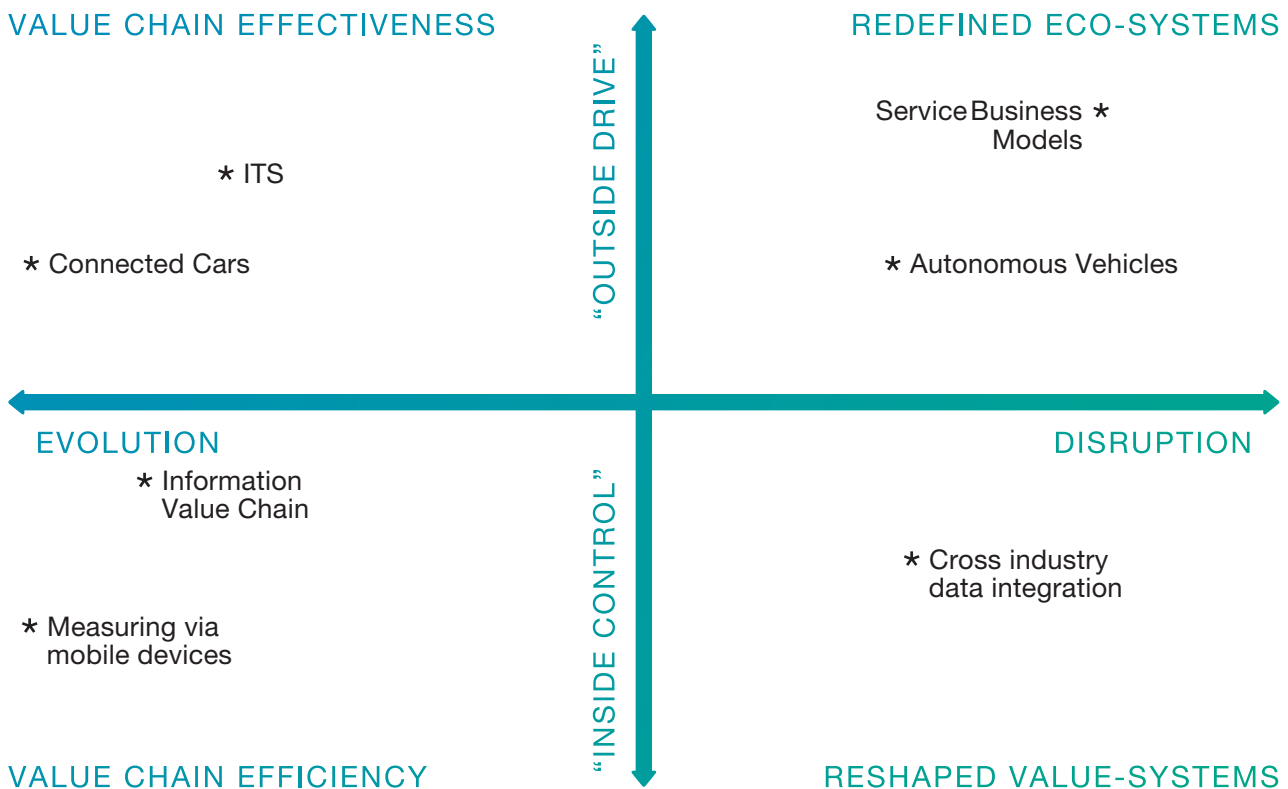 VALUE CHAIN EFFECTIVENESS
REDEFINED ECO-SYSTEMS
"OUTSIDE DRIVE"
Service Business *
Models
* ITS
* Connected Cars
* Autonomous Vehicles
EVOLUTION
DISRUPTION
"INSIDE CONTROL"
* Information
Value Chain
* Cross industry
data integration
* Measuring via
mobile devices
VALUE CHAIN EFFICIENCY
RESHAPED VALUE-SYSTEMS